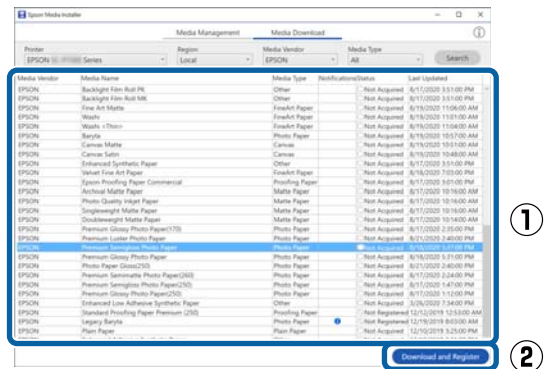 Epson Media Installer
Media Management Media Download
Printer Region Media Vendor Media Type
EPSON Series Local EPSON All Search
Media Vendor Media Name Media Type Notifications Status Last Updated
EPSON Backlight Film Roll PK Other Not Acquired 8/17/2020 3:51:00 PM
EPSON Backlight Film Roll MK Other Not Acquired 8/17/2020 3:51:00 PM
EPSON Fine Art Matte FineArt Paper Not Acquired 8/19/2020 11:06:00 AM
EPSON Washi FineArt Paper Not Acquired 8/19/2020 11:01:00 AM
EPSON Washi <Thin> FineArt Paper Not Acquired 8/19/2020 11:04:00 AM
EPSON Baryta Photo Paper Not Acquired 8/17/2020 10:51:00 AM
EPSON Canvas Matte Canvas Not Acquired 8/19/2020 10:51:00 AM
EPSON Canvas Satin Canvas Not Acquired 8/19/2020 10:48:00 AM
EPSON Enhanced Synthetic Paper Other Not Acquired 8/17/2020 3:57:00 PM
EPSON Velvet Fine Art Paper FineArt Paper Not Acquired 8/18/2020 7:03:00 PM
EPSON Epson Proofing Paper Commercial Proofing Paper Not Acquired 8/17/2020 3:01:00 PM
EPSON Archival Matte Paper Matte Paper Not Acquired 8/17/2020 10:16:00 AM
EPSON Photo Quality Inkjet Paper Matte Paper Not Acquired 8/17/2020 10:16:00 AM
EPSON Singleweight Matte Paper Matte Paper Not Acquired 8/17/2020 10:16:00 AM
EPSON Doubleweight Matte Paper Matte Paper Not Acquired 8/17/2020 10:14:00 AM
EPSON Premium Glossy Photo Paper(170) Photo Paper Not Acquired 8/17/2020 2:35:00 PM
EPSON Premium Luster Photo Paper Photo Paper Not Acquired 8/21/2020 2:40:00 PM
EPSON Premium Semigloss Photo Paper Photo Paper Not Acquired
EPSON Premium Glossy Photo Paper Photo Paper Not Acquired 8/18/2020 5:31:00 PM
EPSON Photo Paper Gloss(250) Photo Paper Not Acquired 8/21/2020 2:40:00 PM
EPSON Premium Semimatte Photo Paper(260) Photo Paper Not Acquired 8/17/2020 2:24:00 PM
EPSON Premium Semigloss Photo Paper(250) Photo Paper Not Acquired 8/17/2020 1:47:00 PM
EPSON Premium Glossy Photo Paper(250) Photo Paper Not Acquired 8/17/2020 1:12:00 PM
EPSON Enhanced Low Adhesive Synthetic Paper Other Not Acquired 3/26/2020 7:34:00 PM
EPSON Standard Proofing Paper Premium (250) Proofing Paper Not Registered 12/12/2019 12:53:00 AM
EPSON Legacy Baryta Photo Paper Not Registered 12/19/2019 8:03:00 AM
EPSON Plain Paper Plain Paper Not Acquired 12/10/2019 3:25:00 PM
①
Download and Register
②